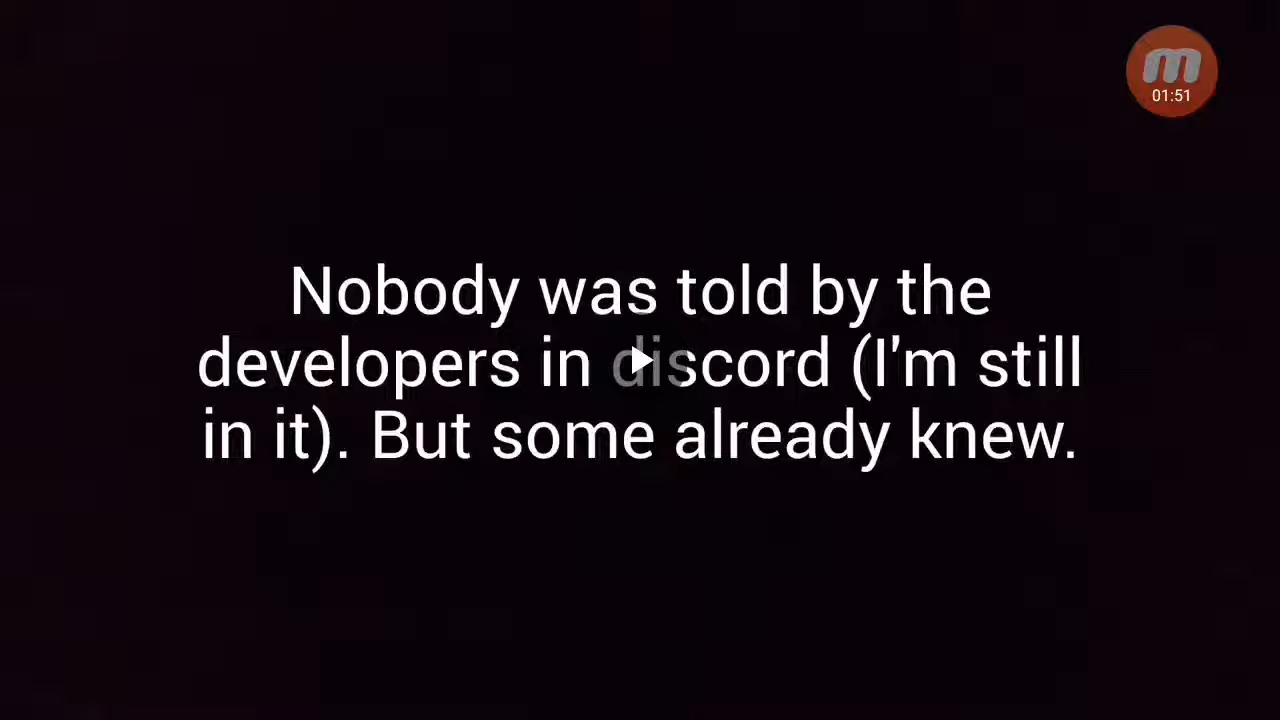 m
01:51
Nobody was told by the
developers in discord (I'm still
in it). But some already knew.